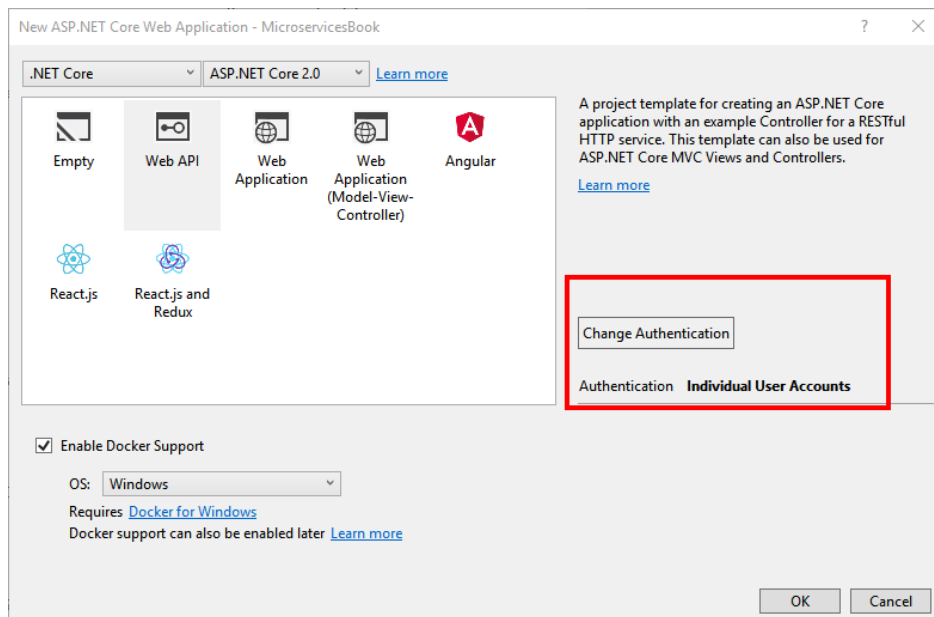 New ASP.NET Core Web Application - MicroservicesBook
?
.NET Core
ASP.NET Core 2.0
Learn more
Empty
Web API
Web
Application
Web
Application
(Model-View-
Controller)
Angular
React.js
React.js and
Redux
A project template for creating an ASP.NET Core
application with an example Controller for a RESTful
HTTP service. This template can also be used for
ASP.NET Core MVC Views and Controllers.
Learn more
Change Authentication
Authentication Individual User Accounts
Enable Docker Support
OS: Windows
Requires Docker for Windows
Docker support can also be enabled later Learn more
OK
Cancel